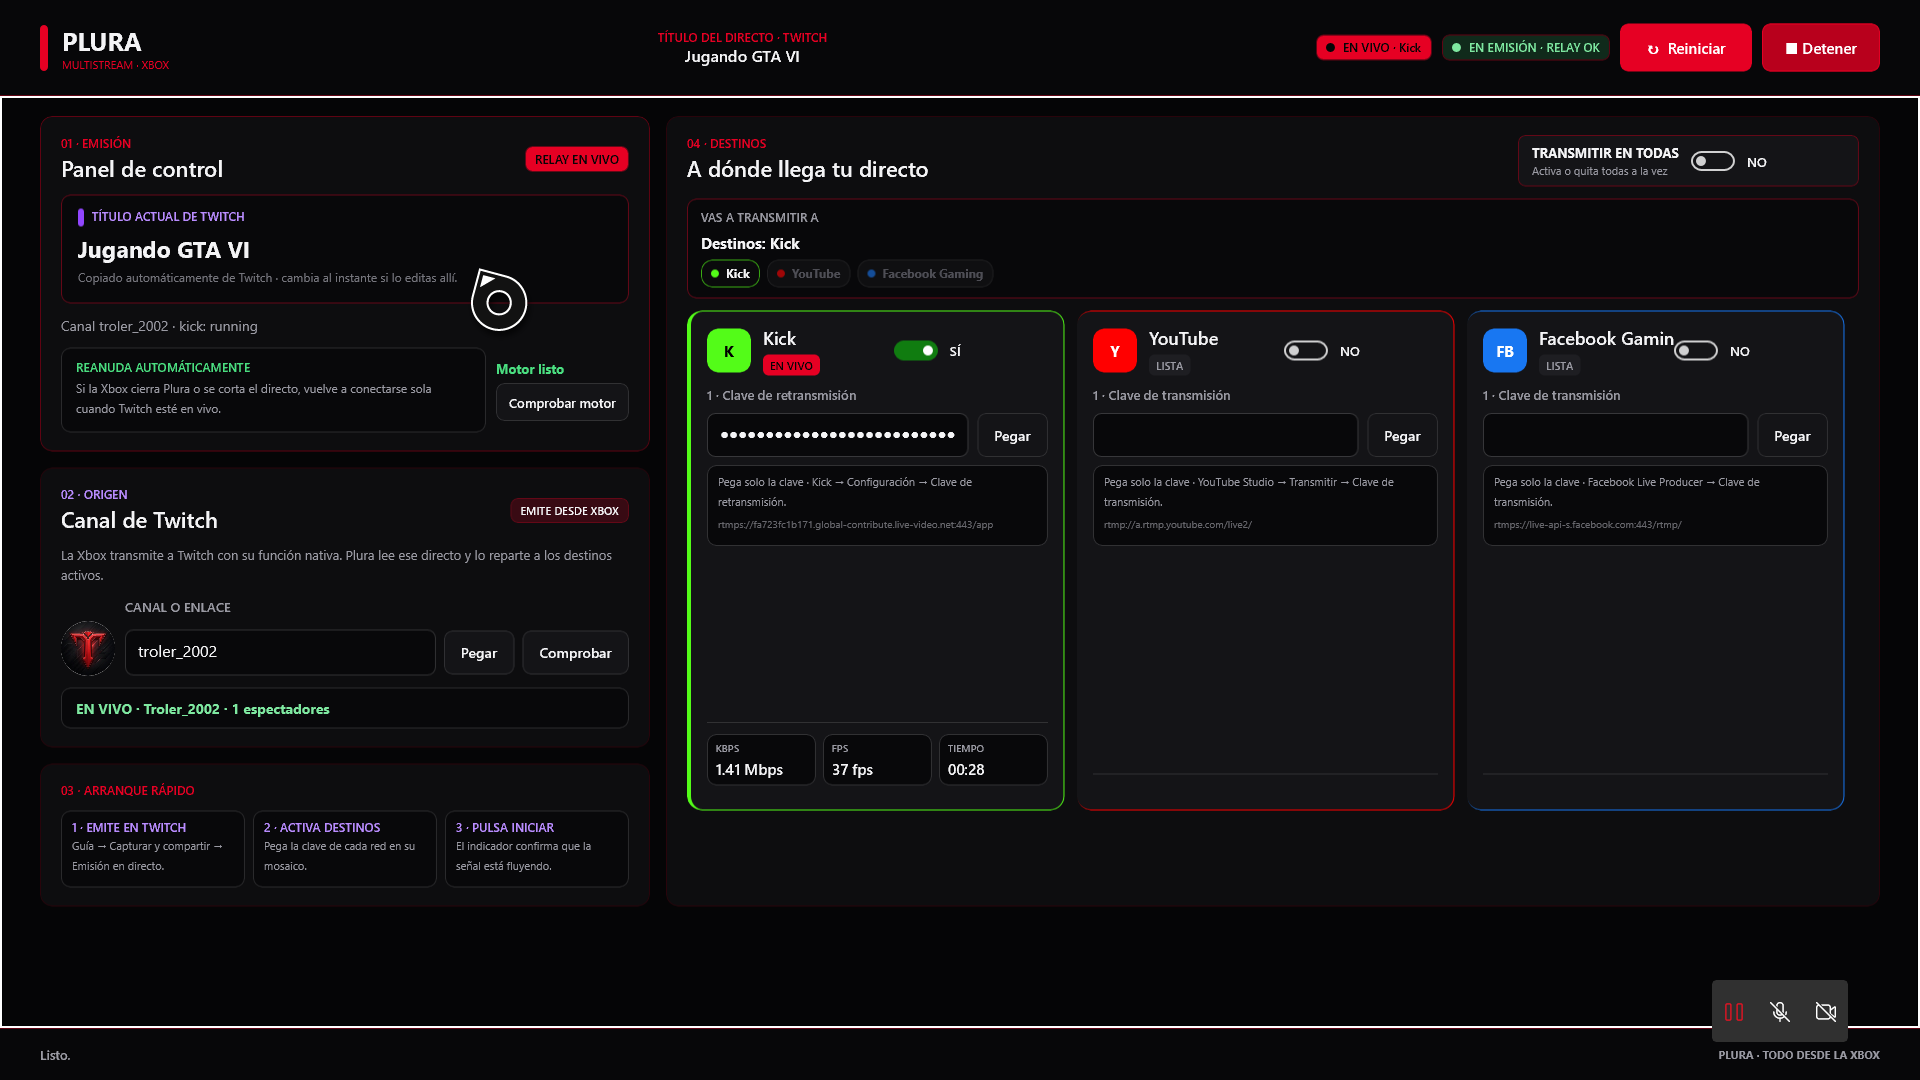 PLURA
MULTISTREAM · XBOX
TÍTULO DEL DIRECTO · TWITCH
Jugando GTA VI
EN VIVO · Kick
EN EMISIÓN · RELAY OK
Reiniciar
Detener
01 · EMISIÓN
Panel de control
RELAY EN VIVO
TÍTULO ACTUAL DE TWITCH
Jugando GTA VI
Copiado automáticamente de Twitch · cambia al instante si lo editas allí.
Canal troler_2002 · kick: running
REANUDA AUTOMÁTICAMENTE
Si la Xbox cierra Plura o se corta el directo, vuelve a conectarse sola
cuando Twitch esté en vivo.
Motor listo
Comprobar motor
02 · ORIGEN
Canal de Twitch
EMITE DESDE XBOX
La Xbox transmite a Twitch con su función nativa. Plura lee ese directo y lo reparte a los destinos
activos.
CANAL O ENLACE
troler_2002
Pegar
Comprobar
EN VIVO · Troler_2002 · 1 espectadores
03 · ARRANQUE RÁPIDO
1 · EMITE EN TWITCH
Guía → Capturar y compartir →
Emisión en directo.
2 · ACTIVA DESTINOS
Pega la clave de cada red en su
mosaico.
3 · PULSA INICIAR
El indicador confirma que la
señal está fluyendo.
04 · DESTINOS
A dónde llega tu directo
TRANSMITIR EN TODAS
Activa o quita todas a la vez
NO
VAS A TRANSMITIR A
Destinos: Kick
Kick
YouTube
Facebook Gaming
K
Kick
EN VIVO
SÍ
1 · Clave de retransmisión
Pegar
Pega solo la clave · Kick → Configuración → Clave de
retransmisión.
rtmps://fa723fc1b171.global-contribute.live-video.net:443/app
KBPS
1.41 Mbps
FPS
37 fps
TIEMPO
00:28
Y
YouTube
LISTA
NO
1 · Clave de transmisión
Pegar
Pega solo la clave · YouTube Studio → Transmitir → Clave de
transmisión.
rtmp://a.rtmp.youtube.com/live2/
FB
Facebook Gamin
LISTA
NO
1 · Clave de transmisión
Pegar
Pega solo la clave · Facebook Live Producer → Clave de
transmisión.
rtmps://live-api-s.facebook.com:443/rtmp/
Listo.
PLURA · TODO DESDE LA XBOX